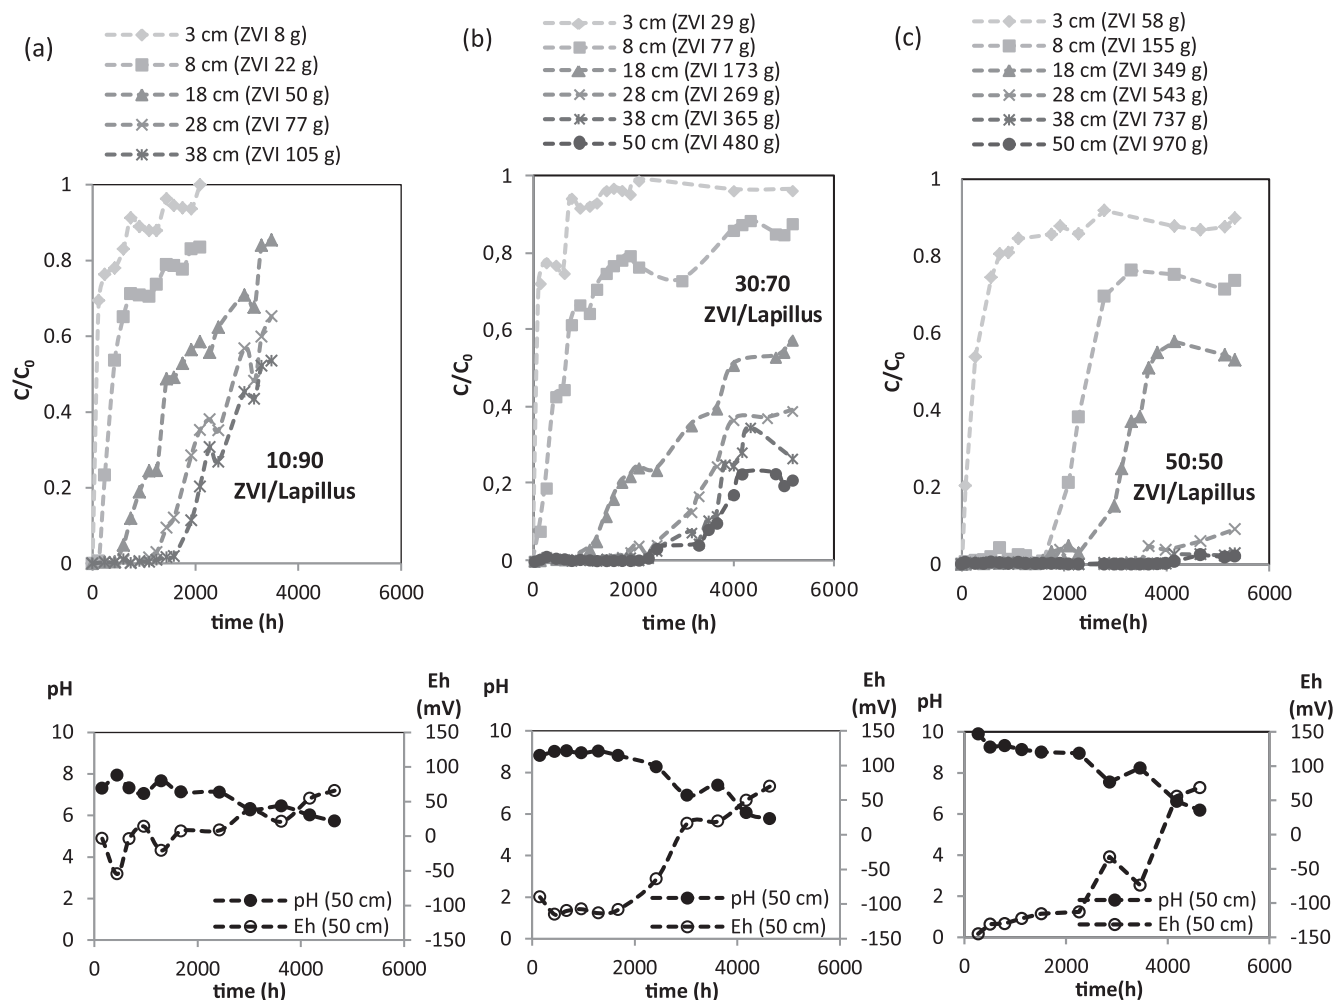 (a)
3 cm (ZVI 8 g)
8 cm (ZVI 22 g)
18 cm (ZVI 50 g)
28 cm (ZVI 77 g)
38 cm (ZVI 105 g)
1
0,8
0,6
0,4
0,2
0
C/C0
10:90
ZVI/Lapillus
0 2000 4000 6000
time (h)
(b)
3 cm (ZVI 29 g)
8 cm (ZVI 77 g)
18 cm (ZVI 173 g)
28 cm (ZVI 269 g)
38 cm (ZVI 365 g)
50 cm (ZVI 480 g)
1
0,8
0,6
0,4
0,2
0
C/C0
30:70
ZVI/Lapillus
0 2000 4000 6000
time (h)
(c)
3 cm (ZVI 58 g)
8 cm (ZVI 155 g)
18 cm (ZVI 349 g)
28 cm (ZVI 543 g)
38 cm (ZVI 737 g)
50 cm (ZVI 970 g)
1
0.8
0.6
0.4
0.2
0
C/C0
50:50
ZVI/Lapillus
0 2000 4000 6000
time(h)
pH
Eh
(mV)
10
8
6
4
2
0
150
100
50
0
-50
-100
-150
pH (50 cm)
Eh (50 cm)
0 2000 4000 6000
time (h)
pH
Eh
(mV)
10
8
6
4
2
0
150
100
50
0
-50
-100
-150
pH (50 cm)
Eh (50 cm)
0 2000 4000 6000
time (h)
pH
Eh
(mV)
10
8
6
4
2
0
150
100
50
0
-50
-100
-150
pH (50 cm)
Eh (50 cm)
0 2000 4000 6000
time(h)